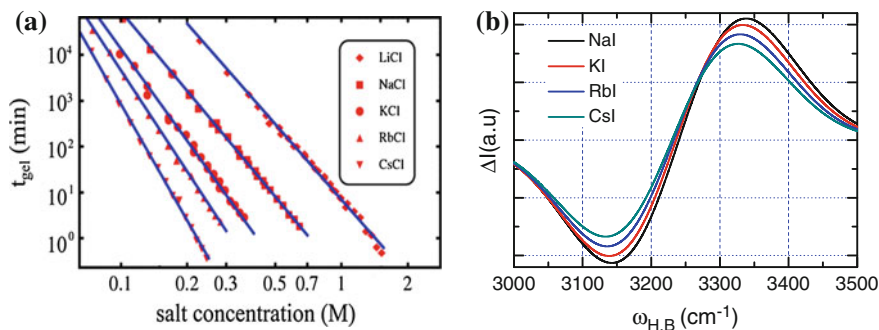 (a)
t_gel (min)
10^4
10^3
10^2
10^1
10^0
LiCl
NaCl
KCl
RbCl
CsCl
0.1 0.2 0.3 0.5 0.7 1 2
salt concentration (M)
(b)
ΔI(a.u)
NaI
KI
RbI
CsI
3000 3100 3200 3300 3400 3500
ω_H,B (cm^-1)